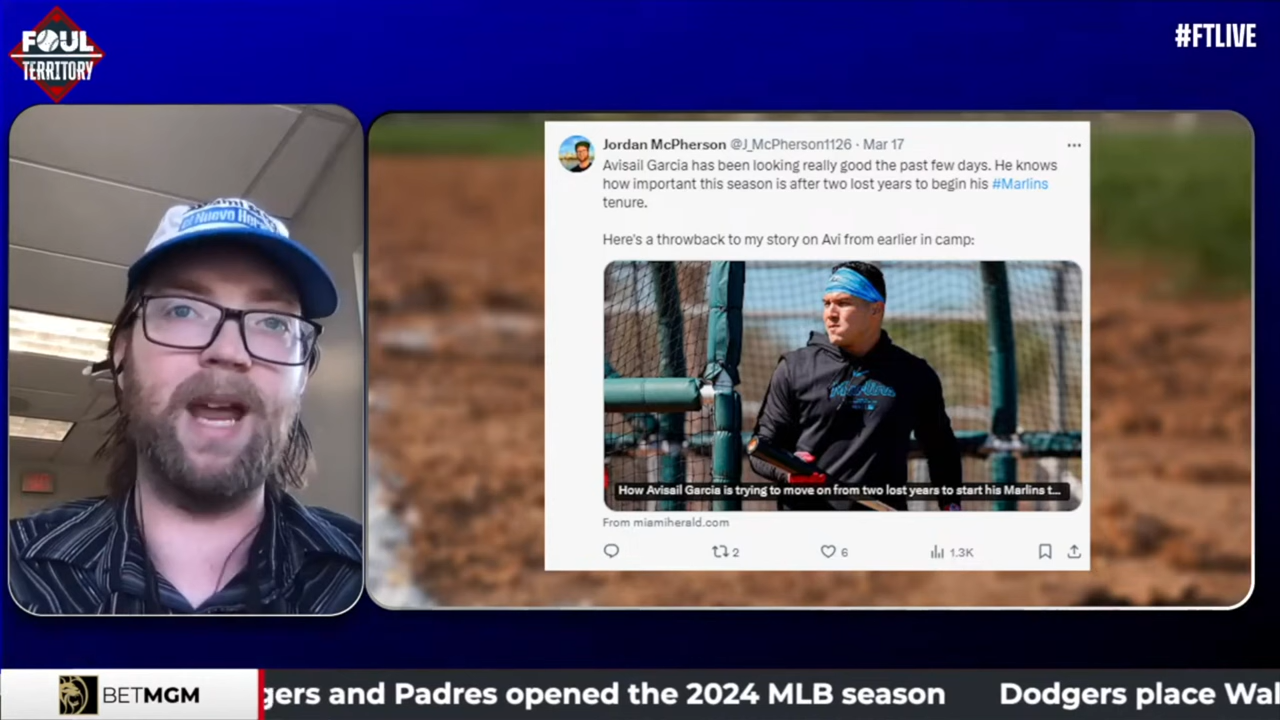 FOUL
TERRITORY
#FTLIVE
el Nuevo
Jordan McPherson @J_McPherson1126 · Mar 17
Avisail Garcia has been looking really good the past few days. He knows
how important this season is after two lost years to begin his #Marlins
tenure.
Here's a throwback to my story on Avi from earlier in camp:
Marlins
How Avisail Garcia is trying to move on from two lost years to start his Marlins t...
From miamiherald.com
2
6
1.3K
BETMGM
gers and Padres opened the 2024 MLB season Dodgers place Wal